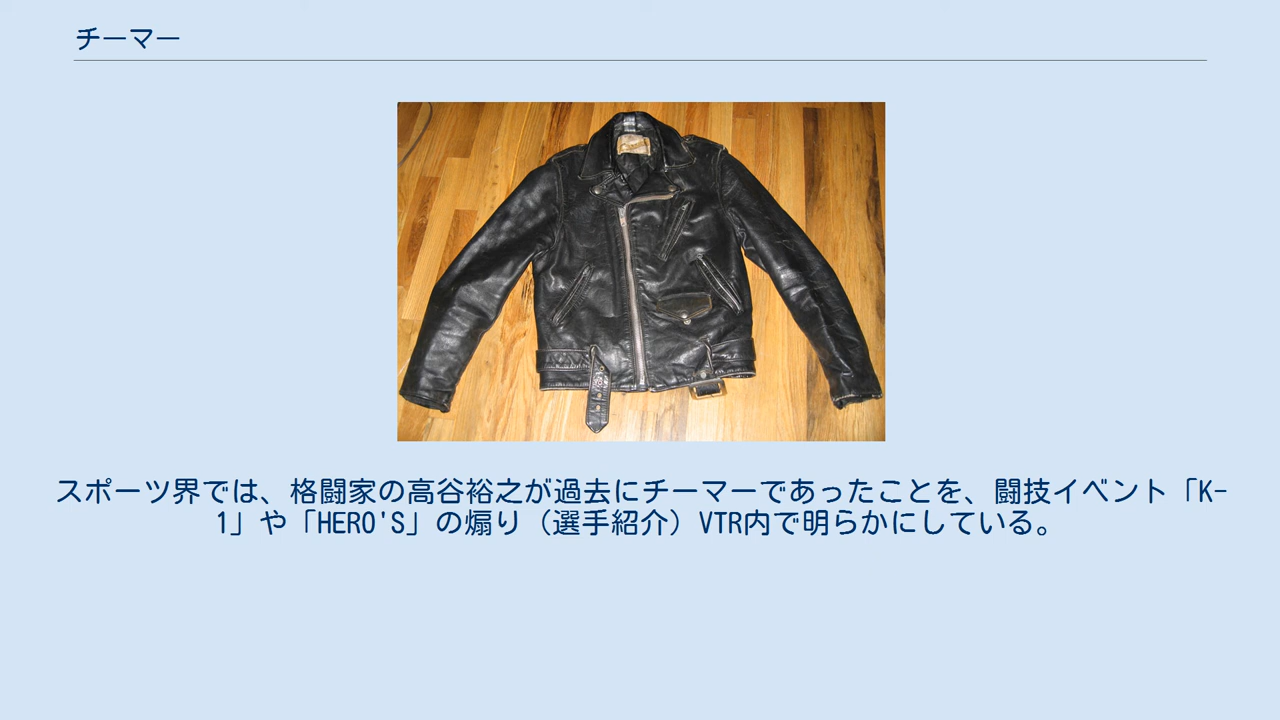 チーマー
スポーツ界では、格闘家の高谷裕之が過去にチーマーであったことを、闘技イベント「K-
1」や「HERO'S」の煽り（選手紹介）VTR内で明らかにしている。